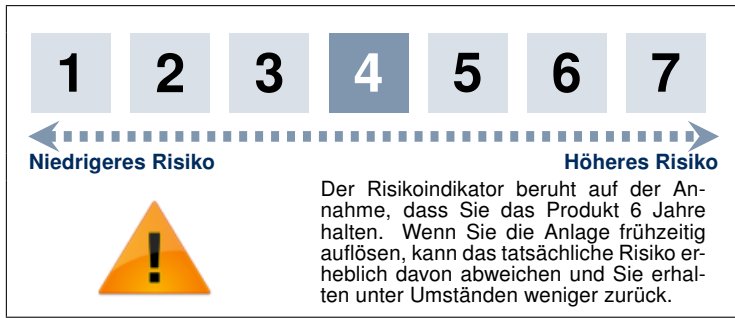 1 2 3 4 5 6 7
Niedrigeres Risiko Höheres Risiko
Der Risikoindikator beruht auf der An-
nahme, dass Sie das Produkt 6 Jahre
halten. Wenn Sie die Anlage frühzeitig
auflösen, kann das tatsächliche Risiko er-
heblich davon abweichen und Sie erhal-
ten unter Umständen weniger zurück.